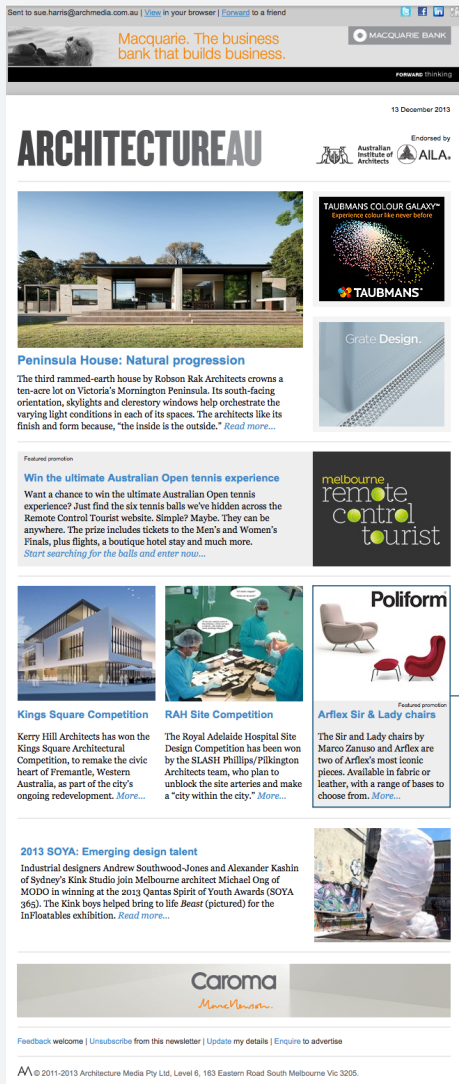 Sent to sue.harris@archmedia.com.au | View in your browser | Forward to a friend
Macquarie. The business
bank that builds business.
MACQUARIE BANK
FORWARD thinking
13 December 2013
ARCHITECTUREAU
Endorsed by
Australian
Institute of
Architects
AILA.
TAUBMANS COLOUR GALAXY™
Experience colour like never before
TAUBMANS®
Grate Design.
Peninsula House: Natural progression
The third rammed-earth house by Robson Rak Architects crowns a
ten-acre lot on Victoria's Mornington Peninsula. Its south-facing
orientation, skylights and clerestory windows help orchestrate the
varying light conditions in each of its spaces. The architects like its
finish and form because, “the inside is the outside.” Read more...
Featured promotion
Win the ultimate Australian Open tennis experience
Want a chance to win the ultimate Australian Open tennis
experience? Just find the six tennis balls we've hidden across the
Remote Control Tourist website. Simple? Maybe. They can be
anywhere. The prize includes tickets to the Men's and Women's
Finals, plus flights, a boutique hotel stay and much more.
Start searching for the balls and enter now...
melbourne
remote
control
tourist
Kings Square Competition
Kerry Hill Architects has won the
Kings Square Architectural
Competition, to remake the civic
heart of Fremantle, Western
Australia, as part of the city's
ongoing redevelopment. More...
RAH Site Competition
The Royal Adelaide Hospital Site
Design Competition has been won
by the SLASH Phillips/Pilkington
Architects team, who plan to
unblock the site arteries and make
a “city within the city.” More...
Poliform®
Featured promotion
Arflex Sir & Lady chairs
The Sir and Lady chairs by
Marco Zanuso and Arflex are
two of Arflex's most iconic
pieces. Available in fabric or
leather, with a range of bases to
choose from. More...
2013 SOYA: Emerging design talent
Industrial designers Andrew Southwood-Jones and Alexander Kashin
of Sydney's Kink Studio join Melbourne architect Michael Ong of
MODO in winning at the 2013 Qantas Spirit of Youth Awards (SOYA
365). The Kink boys helped bring to life Beast (pictured) for the
InFloatables exhibition. Read more...
Caroma
Marc Newson.
Feedback welcome | Unsubscribe from this newsletter | Update my details | Enquire to advertise
© 2011-2013 Architecture Media Pty Ltd, Level 6, 163 Eastern Road South Melbourne Vic 3205.